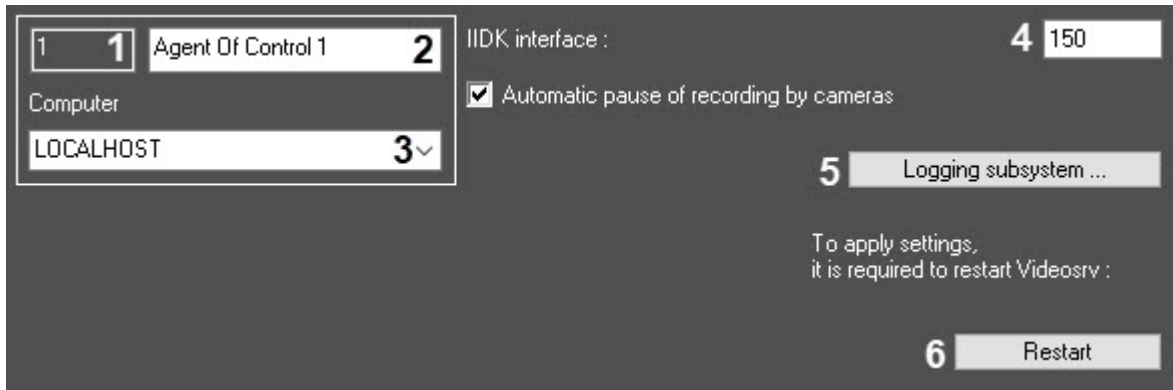 1 1 Agent Of Control 1 2
Computer
LOCALHOST 3
IIDK interface : 4 150
Automatic pause of recording by cameras
5 Logging subsystem ...
To apply settings,
it is required to restart Videosrv :
6 Restart